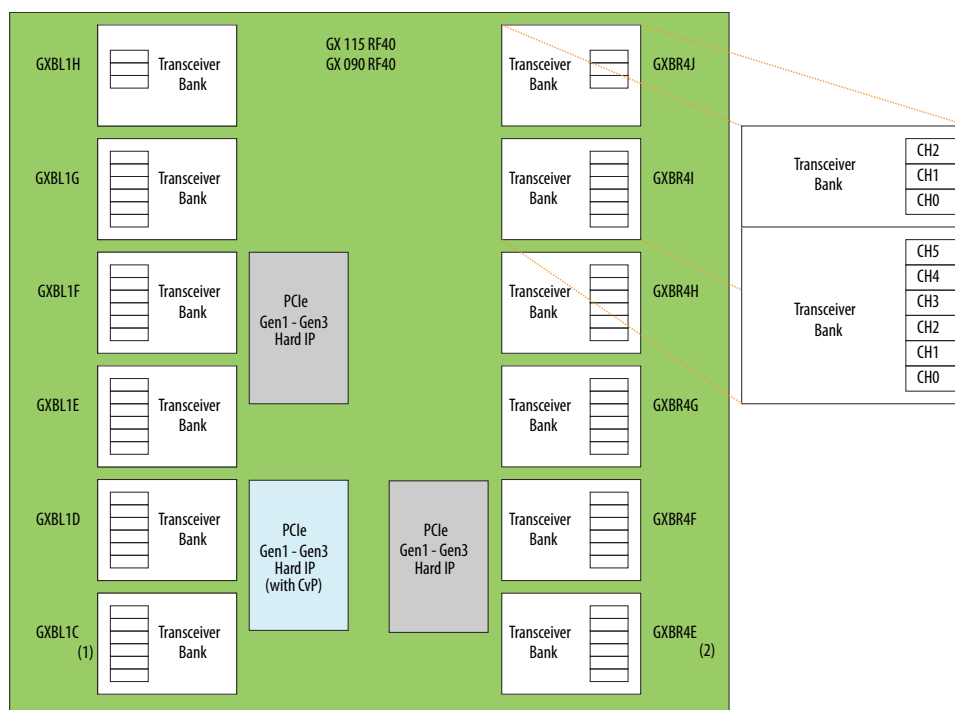 GX 115 RF40
GX 090 RF40
GXBL1H
Transceiver
Bank
Transceiver
Bank
GXBR4J
Transceiver
Bank
CH2
CH1
CH0
GXBL1G
Transceiver
Bank
Transceiver
Bank
GXBR4I
Transceiver
Bank
CH5
CH4
CH3
CH2
CH1
CH0
GXBL1F
Transceiver
Bank
PCIe
Gen1 - Gen3
Hard IP
Transceiver
Bank
GXBR4H
GXBL1E
Transceiver
Bank
Transceiver
Bank
GXBR4G
GXBL1D
Transceiver
Bank
PCIe
Gen1 - Gen3
Hard IP
(with CvP)
PCIe
Gen1 - Gen3
Hard IP
Transceiver
Bank
GXBR4F
GXBL1C
(1)
Transceiver
Bank
Transceiver
Bank
GXBR4E
(2)